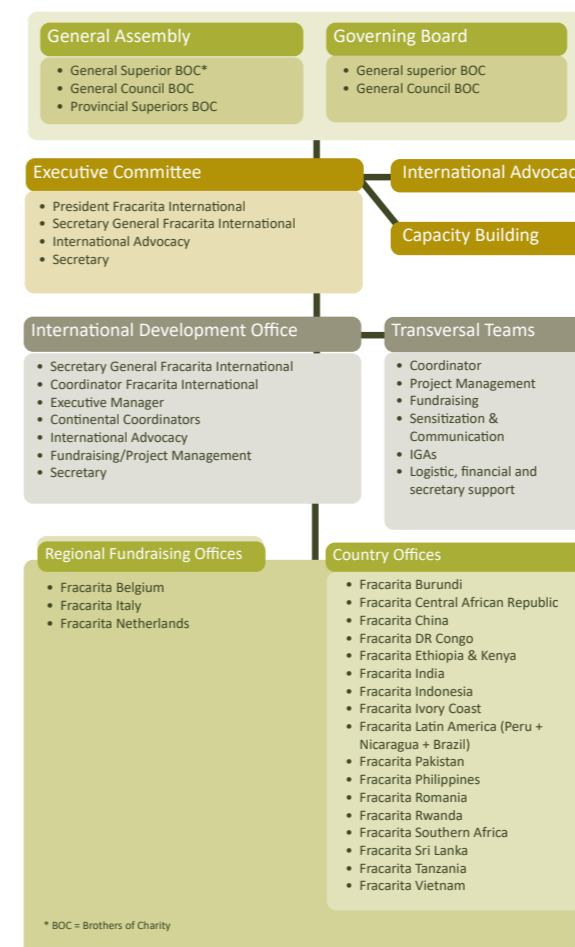 General Assembly
• General Superior BOC*
• General Council BOC
• Provincial Superiors BOC
Governing Board
• General superior BOC
• General Council BOC
Executive Committee
• President Fracarita International
• Secretary General Fracarita International
• International Advocacy
• Secretary
International Advocac
Capacity Building
International Development Office
• Secretary General Fracarita International
• Coordinator Fracarita International
• Executive Manager
• Continental Coordinators
• International Advocacy
• Fundraising/Project Management
• Secretary
Transversal Teams
• Coordinator
• Project Management
• Fundraising
• Sensitization &
Communication
• IGAs
• Logistic, financial and
secretary support
Regional Fundraising Offices
• Fracarita Belgium
• Fracarita Italy
• Fracarita Netherlands
Country Offices
• Fracarita Burundi
• Fracarita Central African Republic
• Fracarita China
• Fracarita DR Congo
• Fracarita Ethiopia & Kenya
• Fracarita India
• Fracarita Indonesia
• Fracarita Ivory Coast
• Fracarita Latin America (Peru +
Nicaragua + Brazil)
• Fracarita Pakistan
• Fracarita Philippines
• Fracarita Romania
• Fracarita Rwanda
• Fracarita Southern Africa
• Fracarita Sri Lanka
• Fracarita Tanzania
• Fracarita Vietnam
* BOC = Brothers of Charity